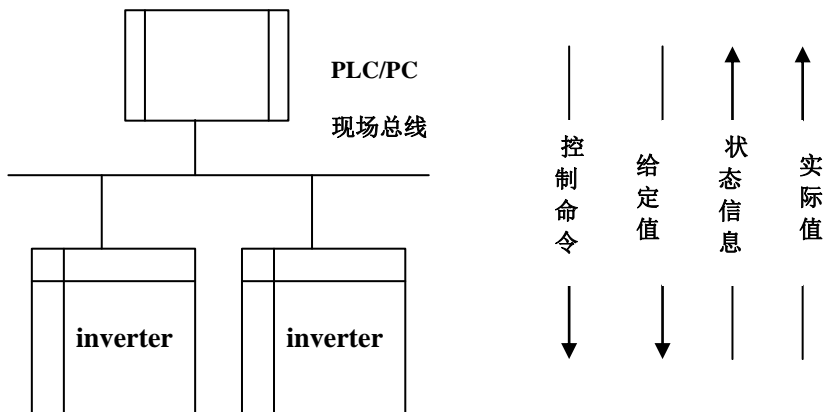 PLC/PC
现场总线
inverter
inverter
控制命令
给定值
状态信息
实际值